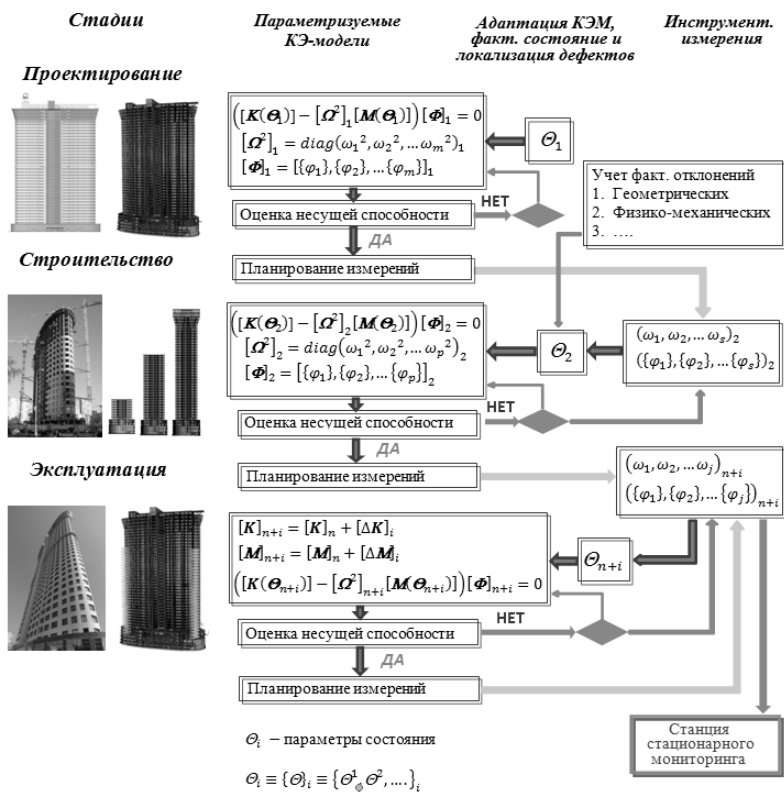 Стадии
Параметризуемые
КЭ-модели
Адаптация КЭМ,
факт. состояние и
локализация дефектов
Инструмент.
измерения
Проектирование
([K(Θ₁)] − [Ω²]₁[M(Θ₁)])[Φ]₁ = 0
[Ω²]₁ = diag(ω₁², ω₂², … ωₘ²)₁
[Φ]₁ = [{φ₁}, {φ₂}, … {φₘ}]₁
Θ₁
Оценка несущей способности
НЕТ
ДА
Планирование измерений
Учет факт. отклонений
1. Геометрических
2. Физико-механических
3. ….
Строительство
([K(Θ₂)] − [Ω²]₂[M(Θ₂)])[Φ]₂ = 0
[Ω²]₂ = diag(ω₁², ω₂², … ωₚ²)₂
[Φ]₂ = [{φ₁}, {φ₂}, … {φₚ}]₂
Θ₂
(ω₁, ω₂, … ωₛ)₂
({φ₁}, {φ₂}, … {φₛ})₂
Оценка несущей способности
НЕТ
ДА
Планирование измерений
(ω₁, ω₂, … ωⱼ)ₙ₊ᵢ
({φ₁}, {φ₂}, … {φⱼ})ₙ₊ᵢ
Эксплуатация
[K]ₙ₊ᵢ = [K]ₙ + [ΔK]ᵢ
[M]ₙ₊ᵢ = [M]ₙ + [ΔM]ᵢ
([K(Θₙ₊ᵢ)] − [Ω²]ₙ₊ᵢ[M(Θₙ₊ᵢ)])[Φ]ₙ₊ᵢ = 0
Θₙ₊ᵢ
Оценка несущей способности
НЕТ
ДА
Планирование измерений
Станция
стационарного
мониторинга
Θᵢ − параметры состояния
Θᵢ ≡ {Θ}ᵢ ≡ {Θ¹, Θ², ….}ᵢ